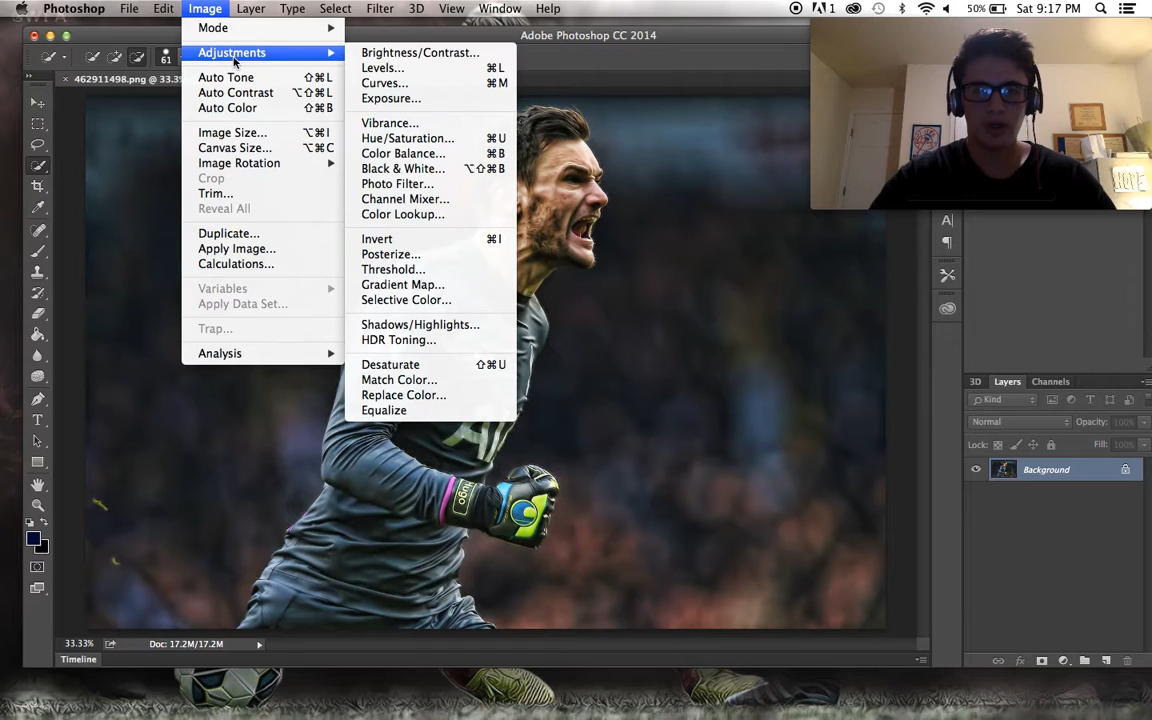 Photoshop File Edit Image Layer Type Select Filter 3D View Window Help
1 50% Sat 9:17 PM
Adobe Photoshop CC 2014
61
× 462911498.png @ 33.3%
Mode
Adjustments
Auto Tone ⇧⌘L
Auto Contrast ⌥⇧⌘L
Auto Color ⇧⌘B
Image Size... ⌥⌘I
Canvas Size... ⌥⌘C
Image Rotation
Crop
Trim...
Reveal All
Duplicate...
Apply Image...
Calculations...
Variables
Apply Data Set...
Trap...
Analysis
Brightness/Contrast...
Levels... ⌘L
Curves... ⌘M
Exposure...
Vibrance...
Hue/Saturation... ⌘U
Color Balance... ⌘B
Black & White... ⌥⇧⌘B
Photo Filter...
Channel Mixer...
Color Lookup...
Invert ⌘I
Posterize...
Threshold...
Gradient Map...
Selective Color...
Shadows/Highlights...
HDR Toning...
Desaturate ⇧⌘U
Match Color...
Replace Color...
Equalize
Hugo
3D Layers Channels
Kind
Normal Opacity: 100%
Lock: Fill: 100%
Background
33.33% Doc: 17.2M/17.2M
Timeline